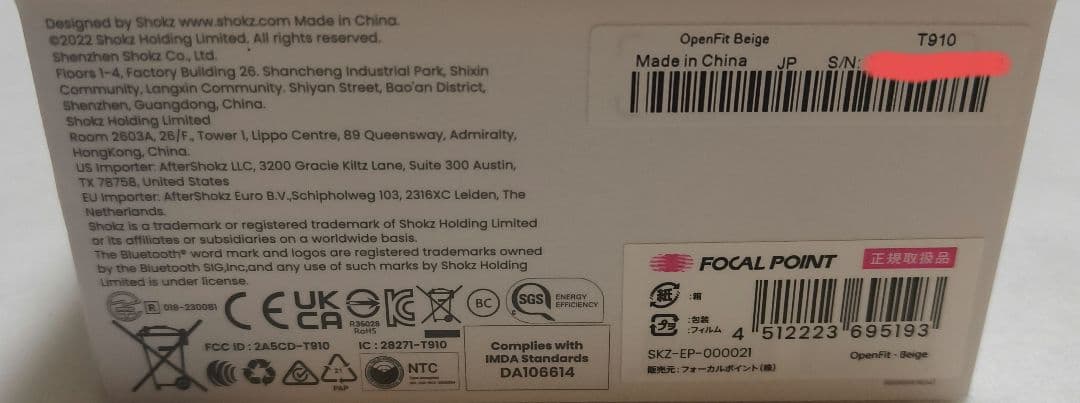 Designed by Shokz www.shokz.com Made in China.
©2022 Shokz Holding Limited, All rights reserved.
Shenzhen Shokz Co., Ltd.
Floors 1-4, Factory Building 26. Shancheng Industrial Park, Shixin
Community, Langxin Community. Shiyan Street, Bao'an District,
Shenzhen, Guangdong, China.
Shokz Holding Limited
Room 2603A, 26/F., Tower 1, Lippo Centre, 89 Queensway, Admiralty,
HongKong, China.
US Importer: AfterShokz LLC, 3200 Gracie Kiltz Lane, Suite 300 Austin,
TX 78758, United States
EU Importer: AfterShokz Euro B.V.,Schipholweg 103, 2316XC Leiden, The
Netherlands.
Shokz is a trademark or registered trademark of Shokz Holding Limited
or its affiliates or subsidiaries on a worldwide basis.
The Bluetooth® word mark and logos are registered trademarks owned
by the Bluetooth SIG,Inc,and any use of such marks by Shokz Holding
Limited is under license.
R 018-230081
CE
UK
CA
R35028
RoHS
BC
SGS ENERGY
EFFICIENCY
FCC ID : 2A5CD-T910 IC : 28271-T910
21
PAP
NTC
Complies with
IMDA Standards
DA106614
OpenFit Beige T910
Made in China JP S/N:
FOCAL POINT 正規取扱品
紙 :箱
プラ :包装
:フィルム
4 512223 695193
SKZ-EP-000021 OpenFit - Beige
販売元 : フォーカルポイント(株)